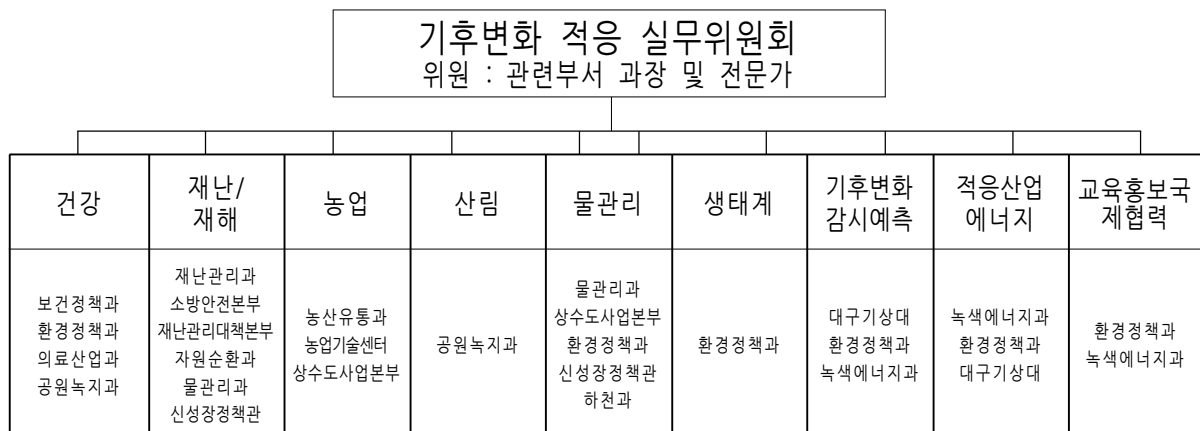 기후변화 적응 실무위원회
위원 : 관련부서 과장 및 전문가
건강
재난/
재해
농업
산림
물관리
생태계
기후변화
감시예측
적응산업
에너지
교육홍보국
제협력
보건정책과
환경정책과
의료산업과
공원녹지과
재난관리과
소방안전본부
재난관리대책본부
자원순환과
물관리과
신성장정책관
농산유통과
농업기술센터
상수도사업본부
공원녹지과
물관리과
상수도사업본부
환경정책과
신성장정책관
하천과
환경정책과
대구기상대
환경정책과
녹색에너지과
녹색에너지과
환경정책과
대구기상대
환경정책과
녹색에너지과